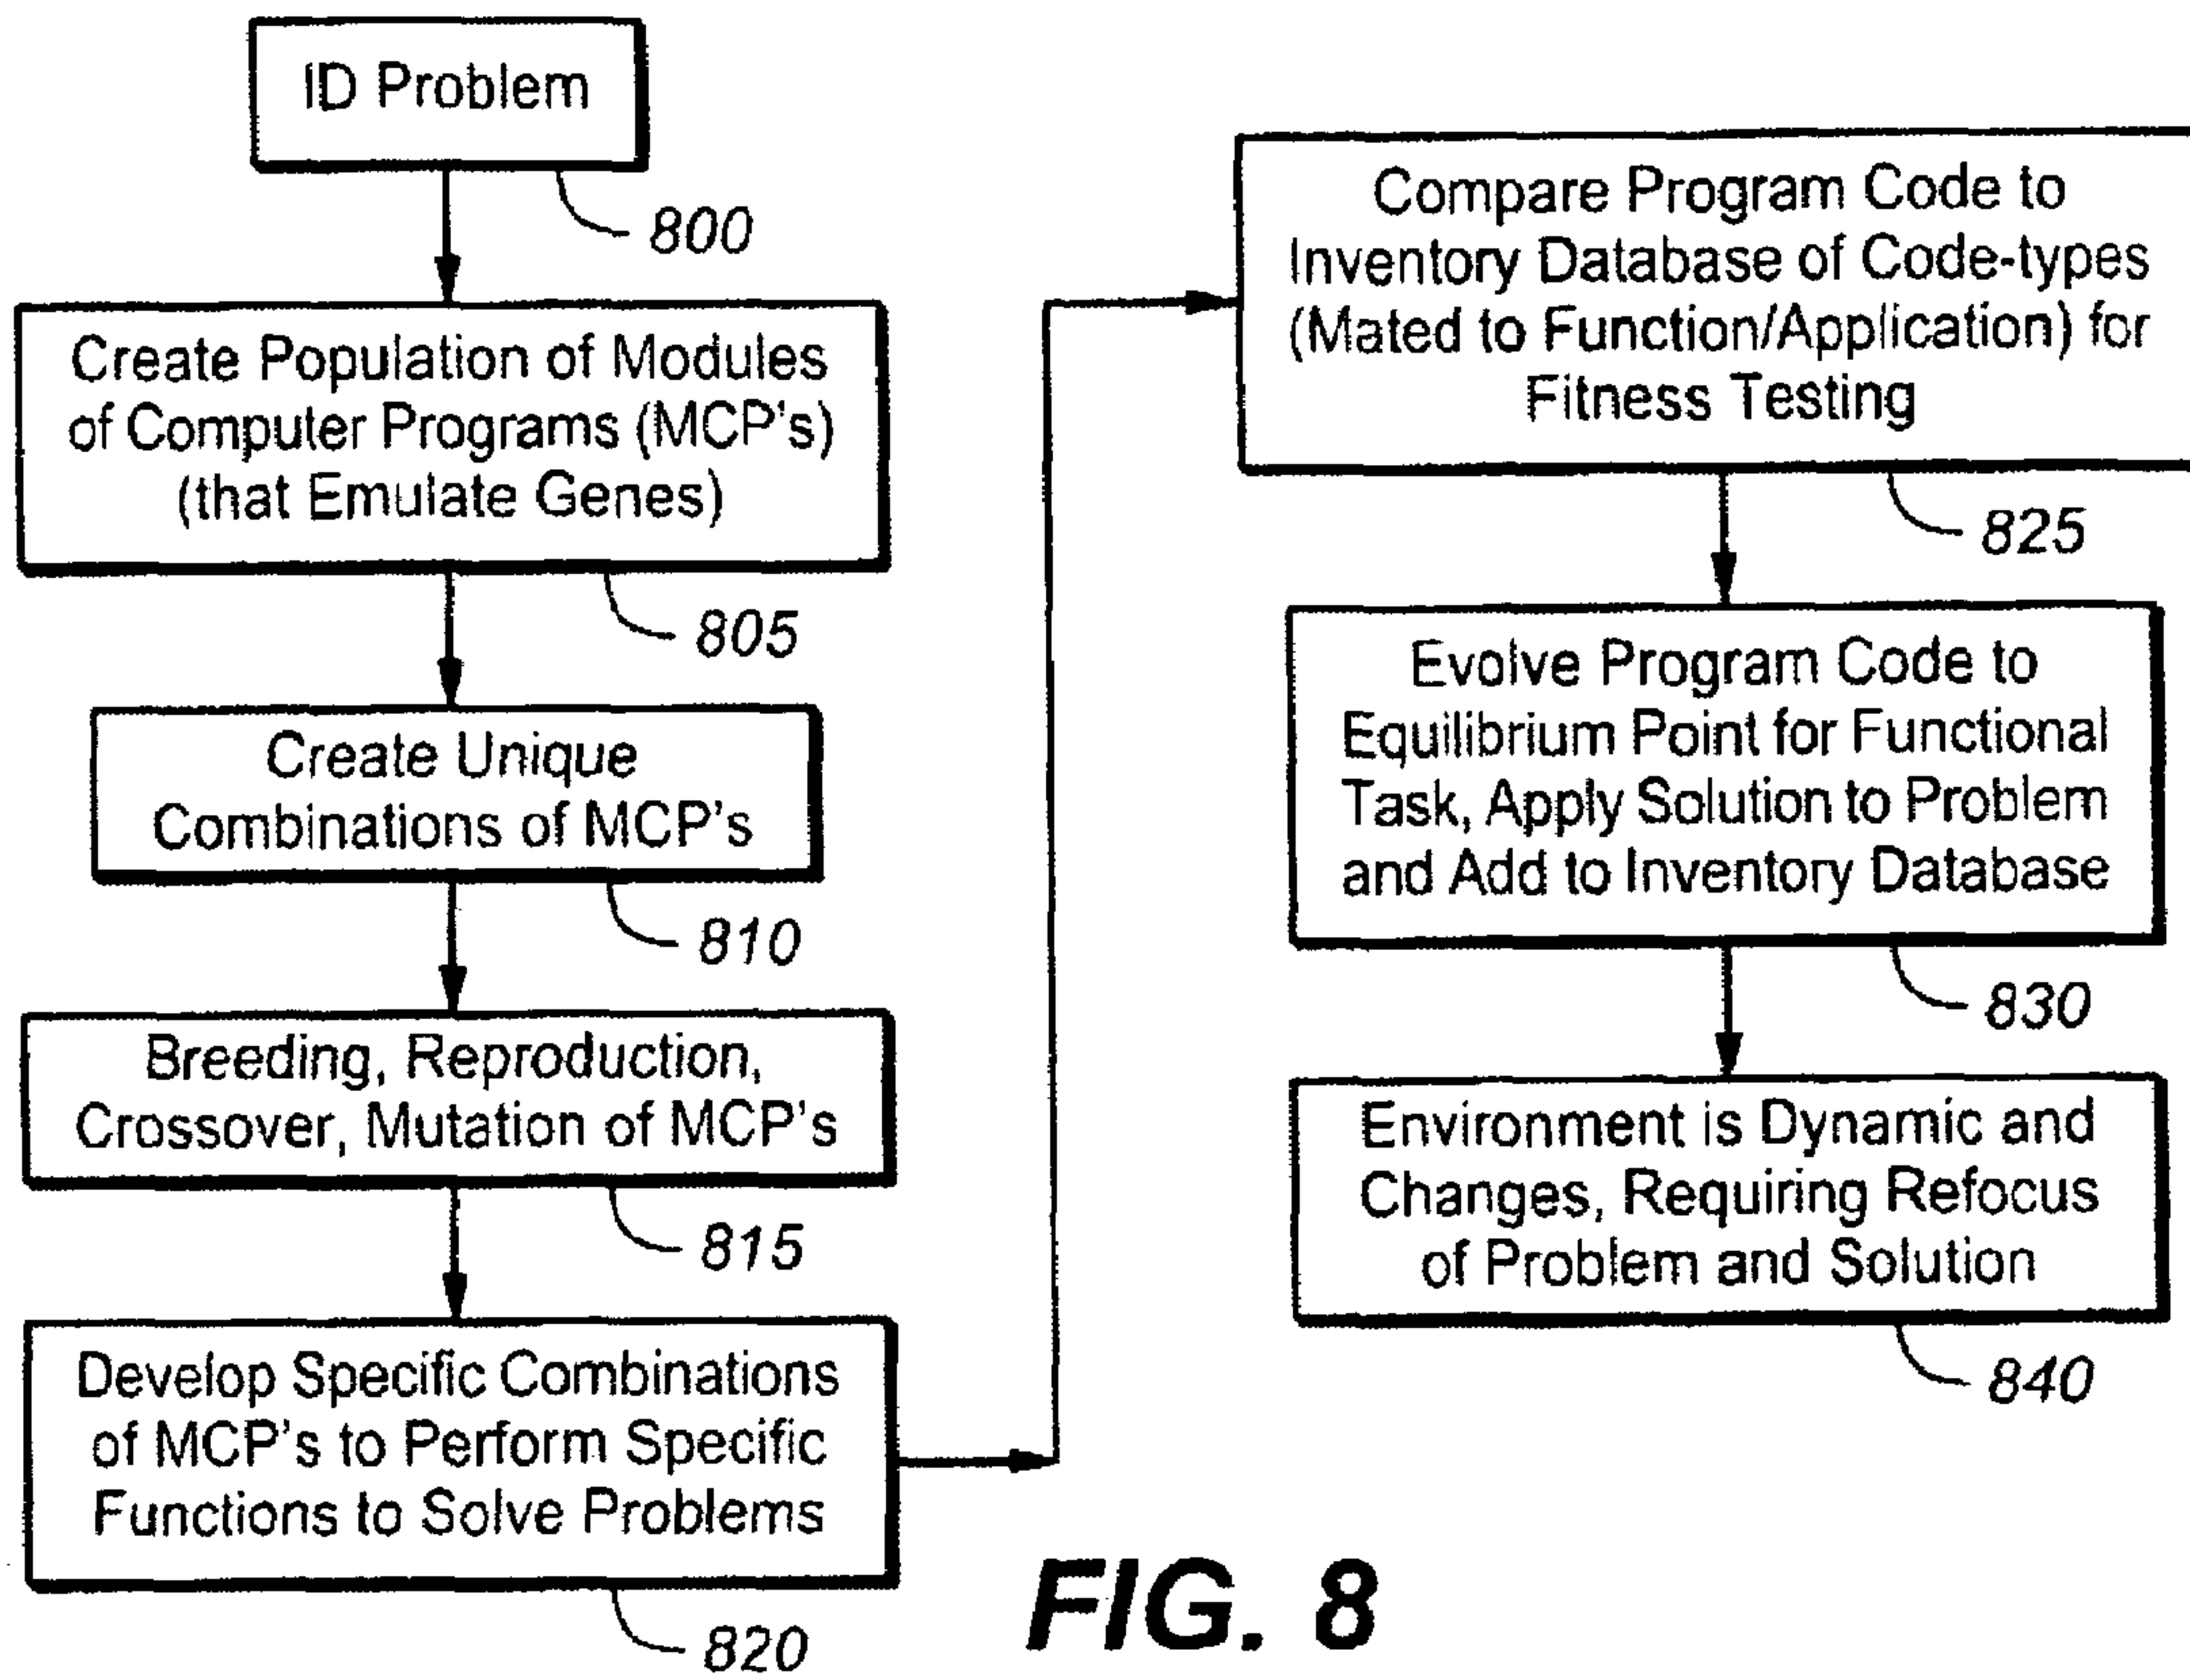 ID Problem
800
Create Population of Modules
of Computer Programs (MCP's)
(that Emulate Genes)
805
Create Unique
Combinations of MCP's
810
Breeding, Reproduction,
Crossover, Mutation of MCP's
815
Develop Specific Combinations
of MCP's to Perform Specific
Functions to Solve Problems
820
Compare Program Code to
Inventory Database of Code-types
(Mated to Function/Application) for
Fitness Testing
825
Evolve Program Code to
Equilibrium Point for Functional
Task, Apply Solution to Problem
and Add to Inventory Database
830
Environment is Dynamic and
Changes, Requiring Refocus
of Problem and Solution
840
FIG. 8